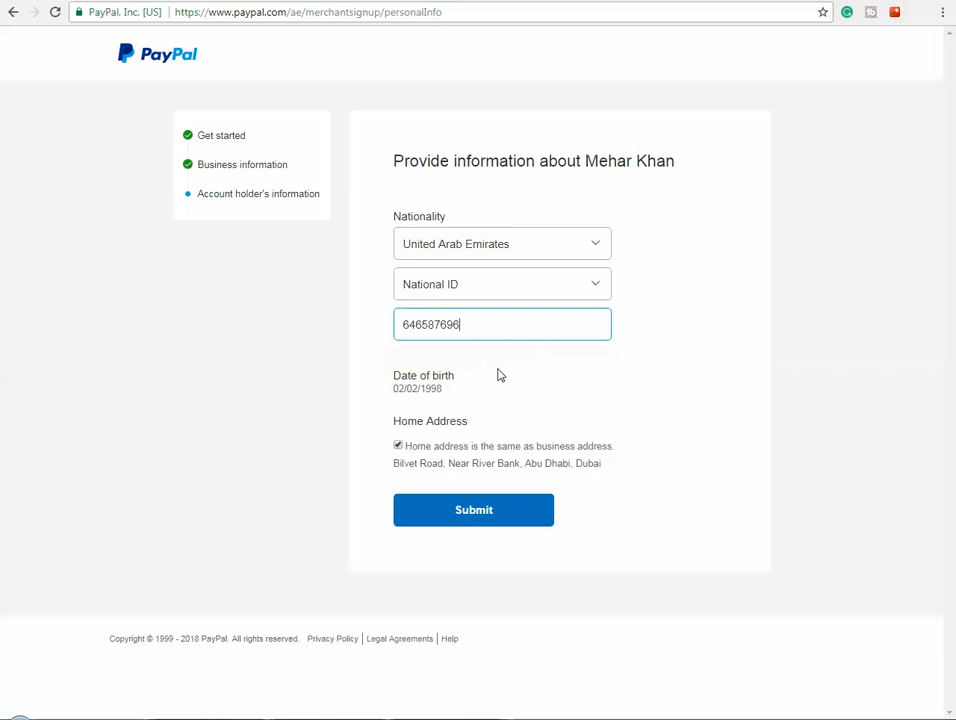 PayPal, Inc. [US] https://www.paypal.com/ae/merchantsignup/personalInfo
PayPal
Get started
Business information
Account holder's information
Provide information about Mehar Khan
Nationality
United Arab Emirates
National ID
646587696
Date of birth
02/02/1998
Home Address
Home address is the same as business address.
Bilvet Road, Near River Bank, Abu Dhabi, Dubai
Submit
Copyright © 1999 - 2018 PayPal. All rights reserved. Privacy Policy | Legal Agreements | Help